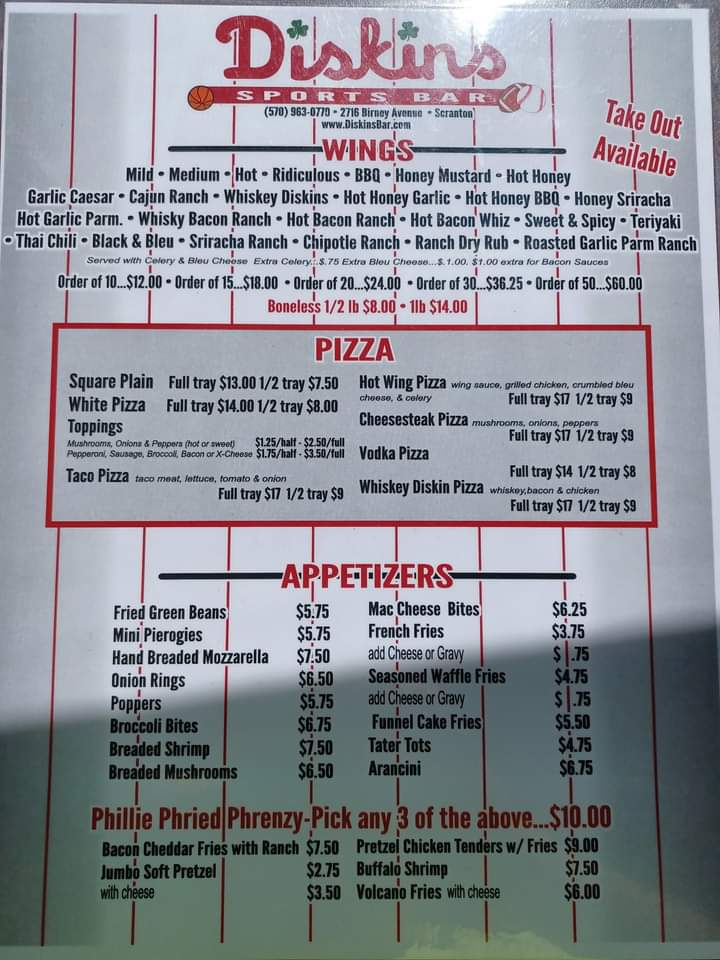 Diskins
SPORTS BAR
(570) 963-0770 • 2716 Birney Avenue • Scranton
www.DiskinsBar.com
Take Out
Available
WINGS
Mild • Medium • Hot • Ridiculous • BBQ • Honey Mustard • Hot Honey
Garlic Caesar • Cajun Ranch • Whiskey Diskins • Hot Honey Garlic • Hot Honey BBQ • Honey Sriracha
Hot Garlic Parm. • Whisky Bacon Ranch • Hot Bacon Ranch • Hot Bacon Whiz • Sweet & Spicy • Teriyaki
• Thai Chili • Black & Bleu • Sriracha Ranch • Chipotle Ranch • Ranch Dry Rub • Roasted Garlic Parm Ranch
Served with Celery & Bleu Cheese Extra Celery...$.75 Extra Bleu Cheese...$.1.00. $1.00 extra for Bacon Sauces
Order of 10...$12.00 • Order of 15...$18.00 • Order of 20...$24.00 • Order of 30...$36.25 • Order of 50...$60.00
Boneless 1/2 lb $8.00 • 1lb $14.00
PIZZA
Square Plain Full tray $13.00 1/2 tray $7.50
White Pizza Full tray $14.00 1/2 tray $8.00
Toppings
Mushrooms, Onions & Peppers (hot or sweet) $1.25/half - $2.50/full
Pepperoni, Sausage, Broccoli, Bacon or X-Cheese $1.75/half - $3.50/full
Taco Pizza taco meat, lettuce, tomato & onion
Full tray $17 1/2 tray $9
Hot Wing Pizza wing sauce, grilled chicken, crumbled bleu
cheese, & celery Full tray $17 1/2 tray $9
Cheesesteak Pizza mushrooms, onions, peppers
Full tray $17 1/2 tray $9
Vodka Pizza
Full tray $14 1/2 tray $8
Whiskey Diskin Pizza whiskey,bacon & chicken
Full tray $17 1/2 tray $9
APPETIZERS
Fried Green Beans $5.75
Mini Pierogies $5.75
Hand Breaded Mozzarella $7.50
Onion Rings $6.50
Poppers $5.75
Broccoli Bites $6.75
Breaded Shrimp $7.50
Breaded Mushrooms $6.50
Mac Cheese Bites $6.25
French Fries $3.75
add Cheese or Gravy $ .75
Seasoned Waffle Fries $4.75
add Cheese or Gravy $ .75
Funnel Cake Fries $5.50
Tater Tots $4.75
Arancini $6.75
Phillie Phried Phrenzy-Pick any 3 of the above...$10.00
Bacon Cheddar Fries with Ranch $7.50
Jumbo Soft Pretzel $2.75
with cheese $3.50
Pretzel Chicken Tenders w/ Fries $9.00
Buffalo Shrimp $7.50
Volcano Fries with cheese $6.00